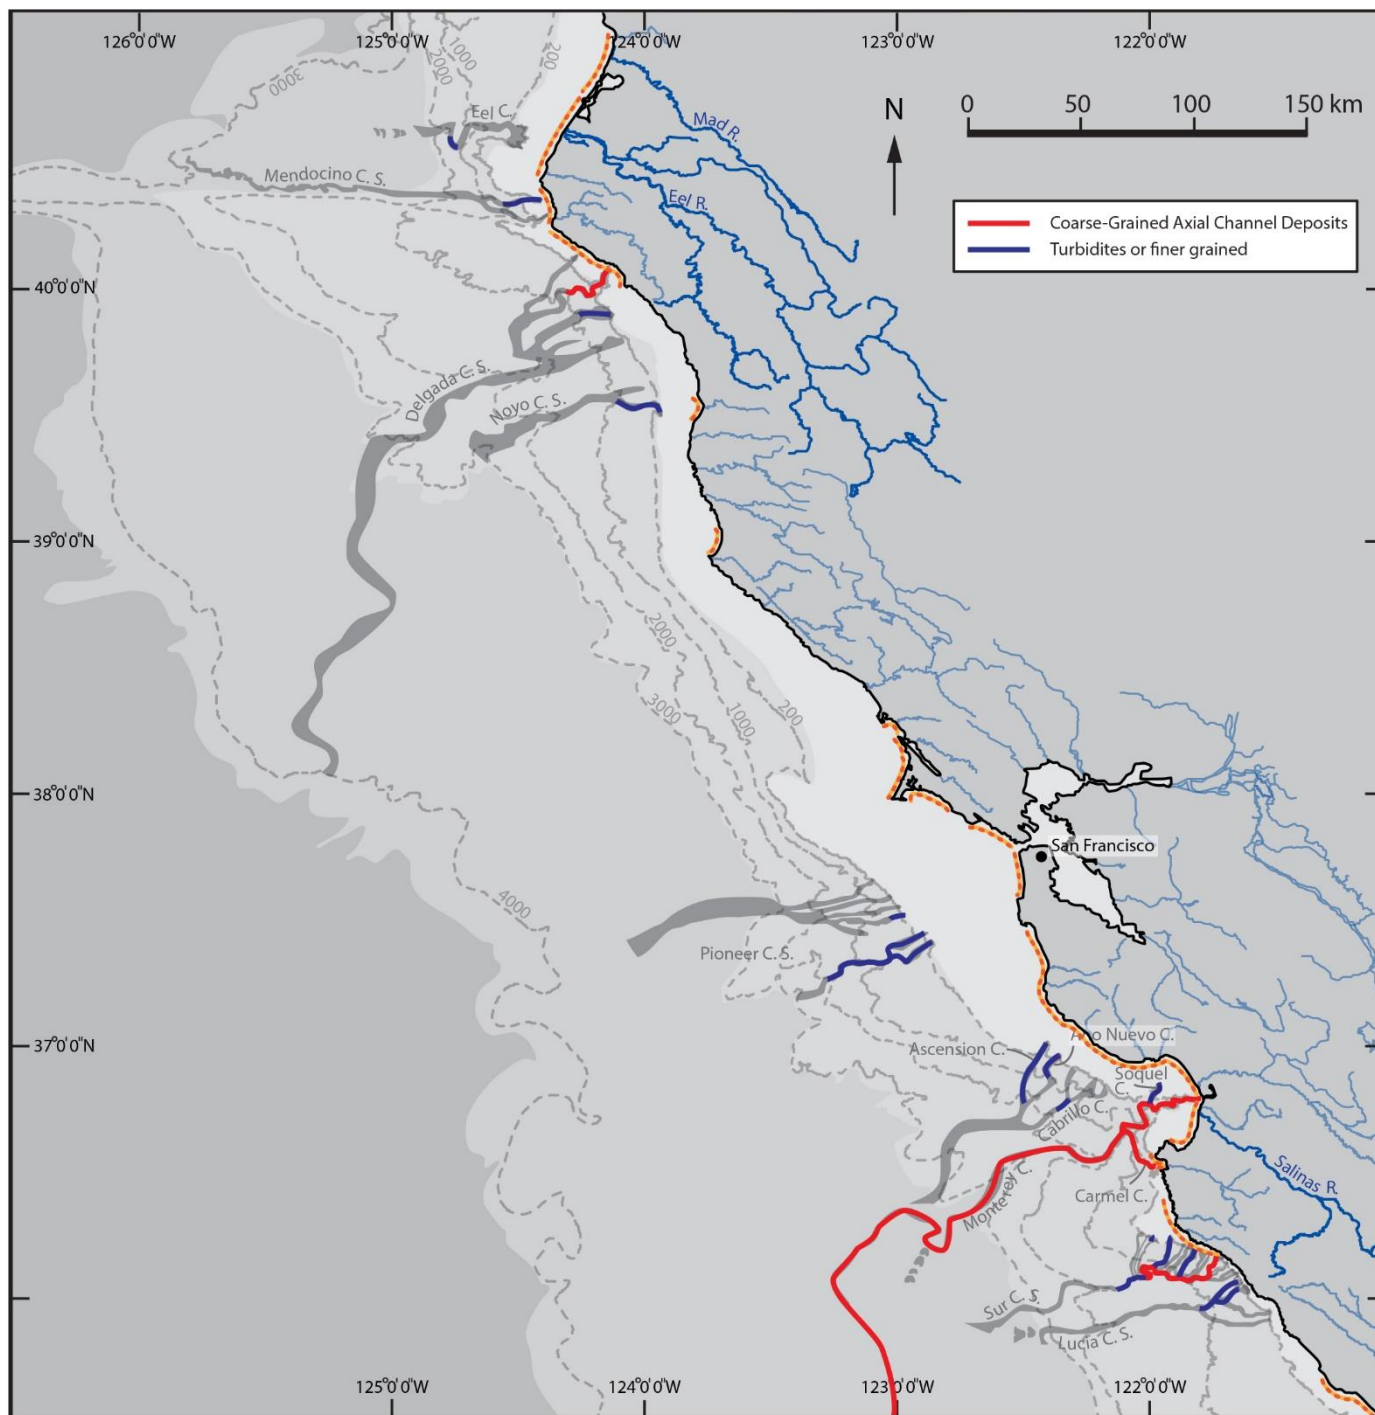 126°0'0"W 125°0'0"W 124°0'0"W 123°0'0"W 122°0'0"W
3000
2000
1000
200
Eel C.
Mendocino C. S.
Mad R.
Eel R.
N
0 50 100 150 km
Coarse-Grained Axial Channel Deposits
Turbidites or finer grained
40°0'0"N
Delgada C. S.
Noyo C. S.
39°0'0"N
2000
3000
1000
200
38°0'0"N
San Francisco
4000
Pioneer C. S.
37°0'0"N
Ascension C.
Año Nuevo C.
Soquel
C.
Cabrillo C.
Monterey C.
Carmel C.
Salinas R.
Sur C. S.
Lucia C. S.
125°0'0"W 124°0'0"W 123°0'0"W 122°0'0"W